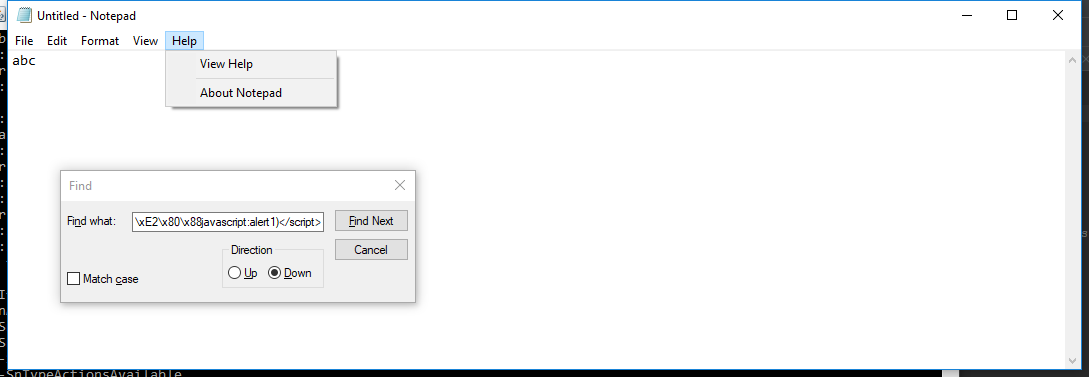 Untitled - Notepad
File Edit Format View Help
abc
View Help
About Notepad
Find
Find what: \xE2\x80\x88javascript:alert1)</script> Find Next
Direction Cancel
Up Down
Match case
-SnTypeActionsAvailable